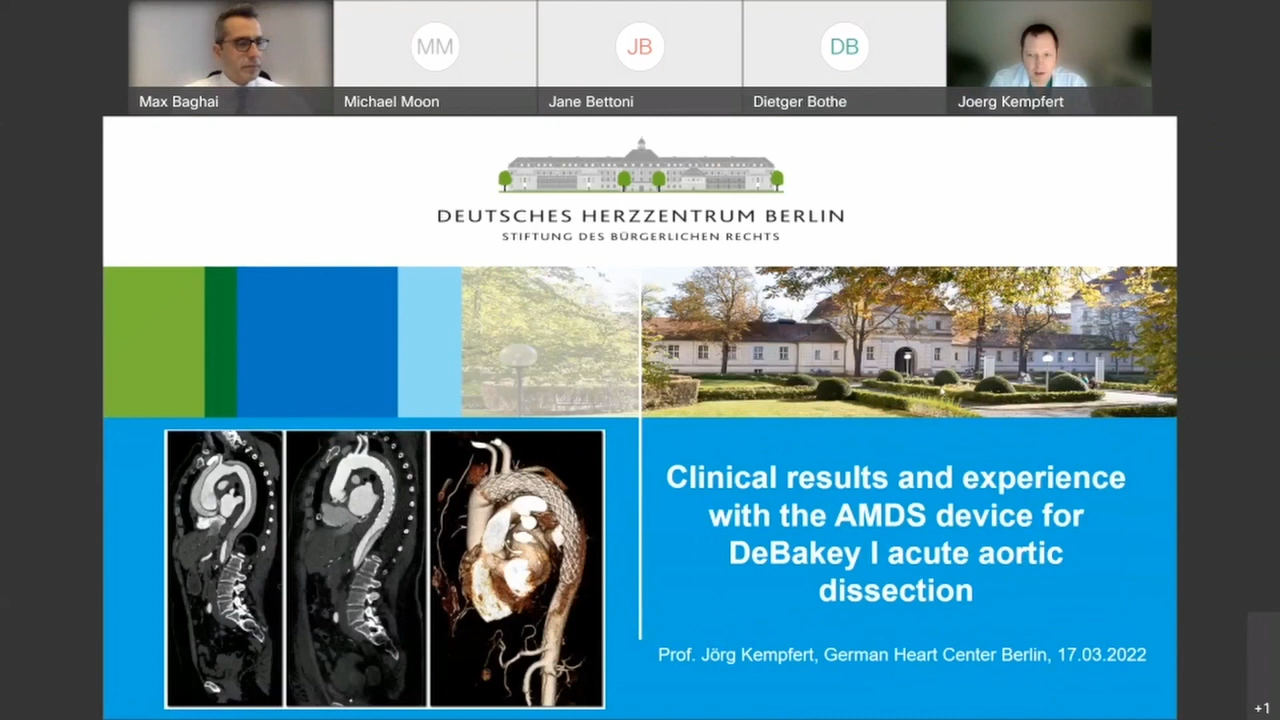 MM
JB
DB
Max Baghai
Michael Moon
Jane Bettoni
Dietger Bothe
Joerg Kempfert
DEUTSCHES HERZZENTRUM BERLIN
STIFTUNG DES BÜRGERLICHEN RECHTS
Clinical results and experience
with the AMDS device for
DeBakey I acute aortic
dissection
Prof. Jörg Kempfert, German Heart Center Berlin, 17.03.2022
+1